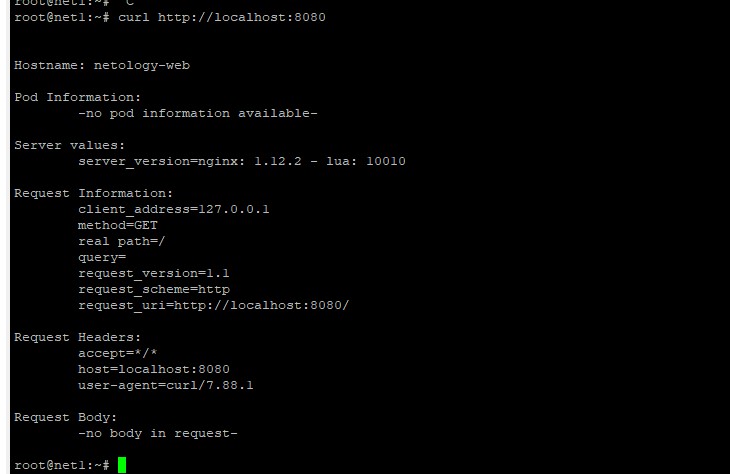 root@net1:~# ^C
root@net1:~# curl http://localhost:8080
Hostname: netology-web
Pod Information:
-no pod information available-
Server values:
server_version=nginx: 1.12.2 - lua: 10010
Request Information:
client_address=127.0.0.1
method=GET
real path=/
query=
request_version=1.1
request_scheme=http
request_uri=http://localhost:8080/
Request Headers:
accept=*/*
host=localhost:8080
user-agent=curl/7.88.1
Request Body:
-no body in request-
root@net1:~#